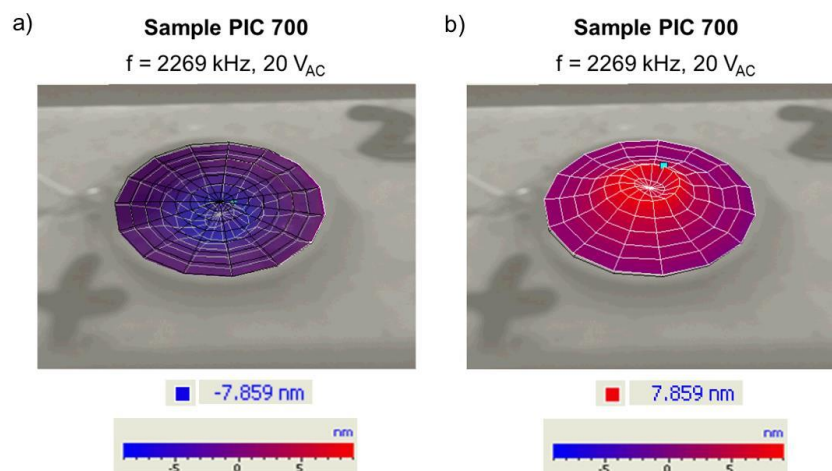 a)
Sample PIC 700
f = 2269 kHz, 20 VAC
-7.859 nm
nm
-5
0
5
b)
Sample PIC 700
f = 2269 kHz, 20 VAC
7.859 nm
nm
-5
0
5